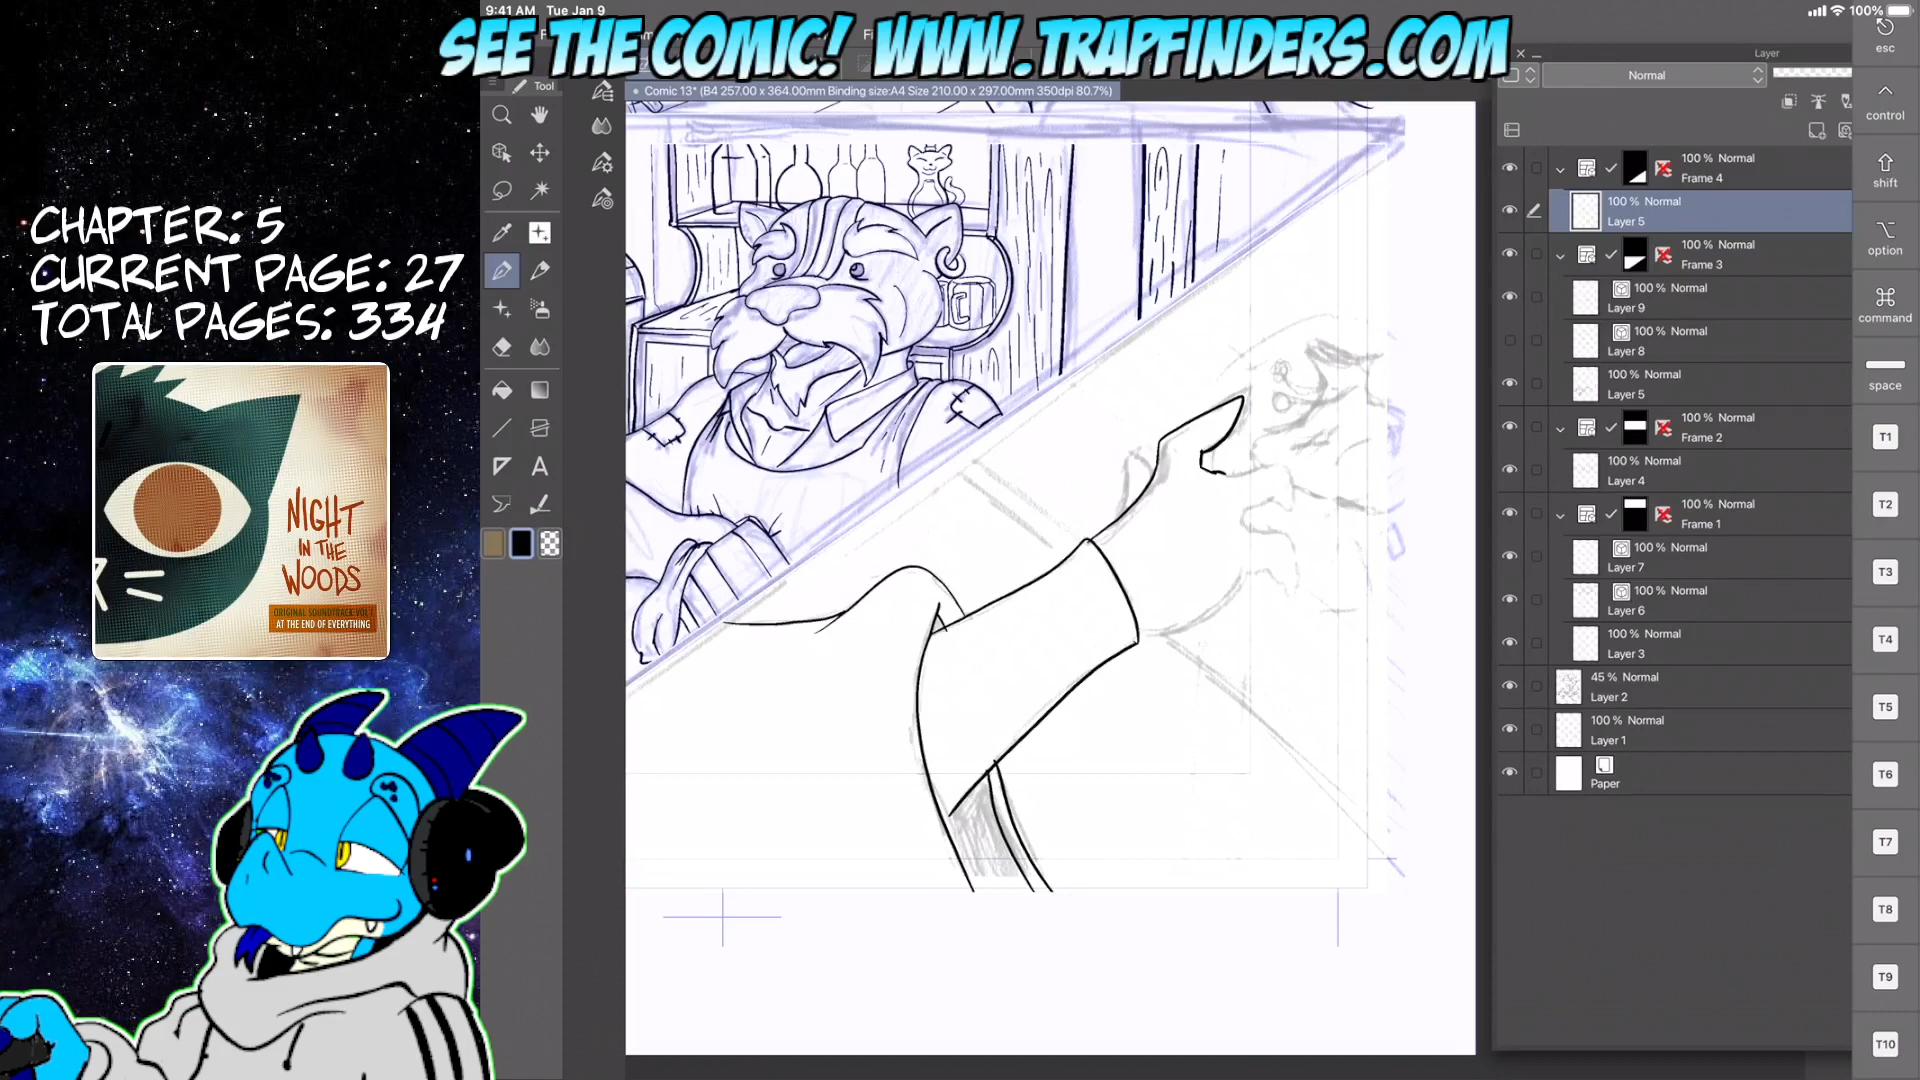 9:41 AM Tue Jan 9
100%
SEE THE COMIC! WWW.TRAPFINDERS.COM
Tool
Comic 13* (B4 257.00 x 364.00mm Binding size:A4 Size 210.00 x 297.00mm 350dpi 80.7%)
CHAPTER: 5
CURRENT PAGE: 27
TOTAL PAGES: 334
NIGHT
IN THE
WOODS
ORIGINAL SOUNDTRACK VOL. 1
AT THE END OF EVERYTHING
A
Layer
Normal
100 % Normal
Frame 4
100 % Normal
Layer 5
100 % Normal
Frame 3
100 % Normal
Layer 9
100 % Normal
Layer 8
100 % Normal
Layer 5
100 % Normal
Frame 2
100 % Normal
Layer 4
100 % Normal
Frame 1
100 % Normal
Layer 7
100 % Normal
Layer 6
100 % Normal
Layer 3
45 % Normal
Layer 2
100 % Normal
Layer 1
Paper
esc
control
shift
option
command
space
T1
T2
T3
T4
T5
T6
T7
T8
T9
T10